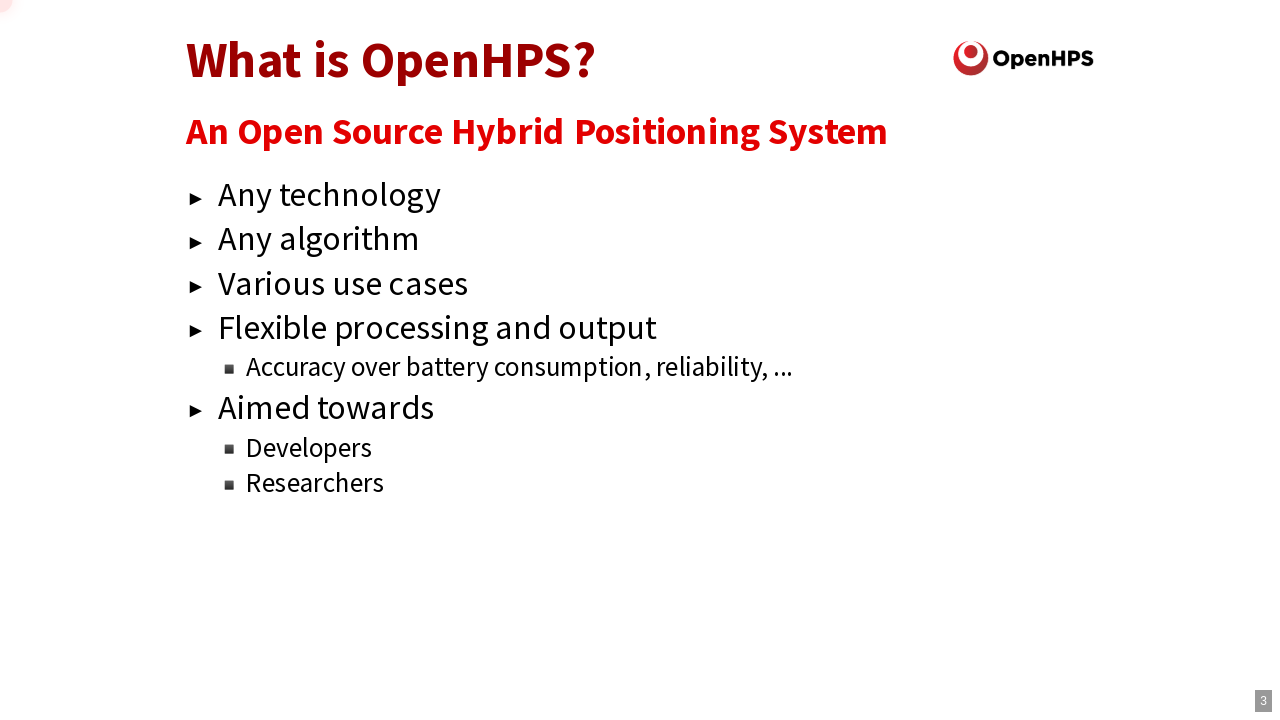 What is OpenHPS?
OpenHPS
An Open Source Hybrid Positioning System
► Any technology
► Any algorithm
► Various use cases
► Flexible processing and output
▪ Accuracy over battery consumption, reliability, ...
► Aimed towards
▪ Developers
▪ Researchers
3